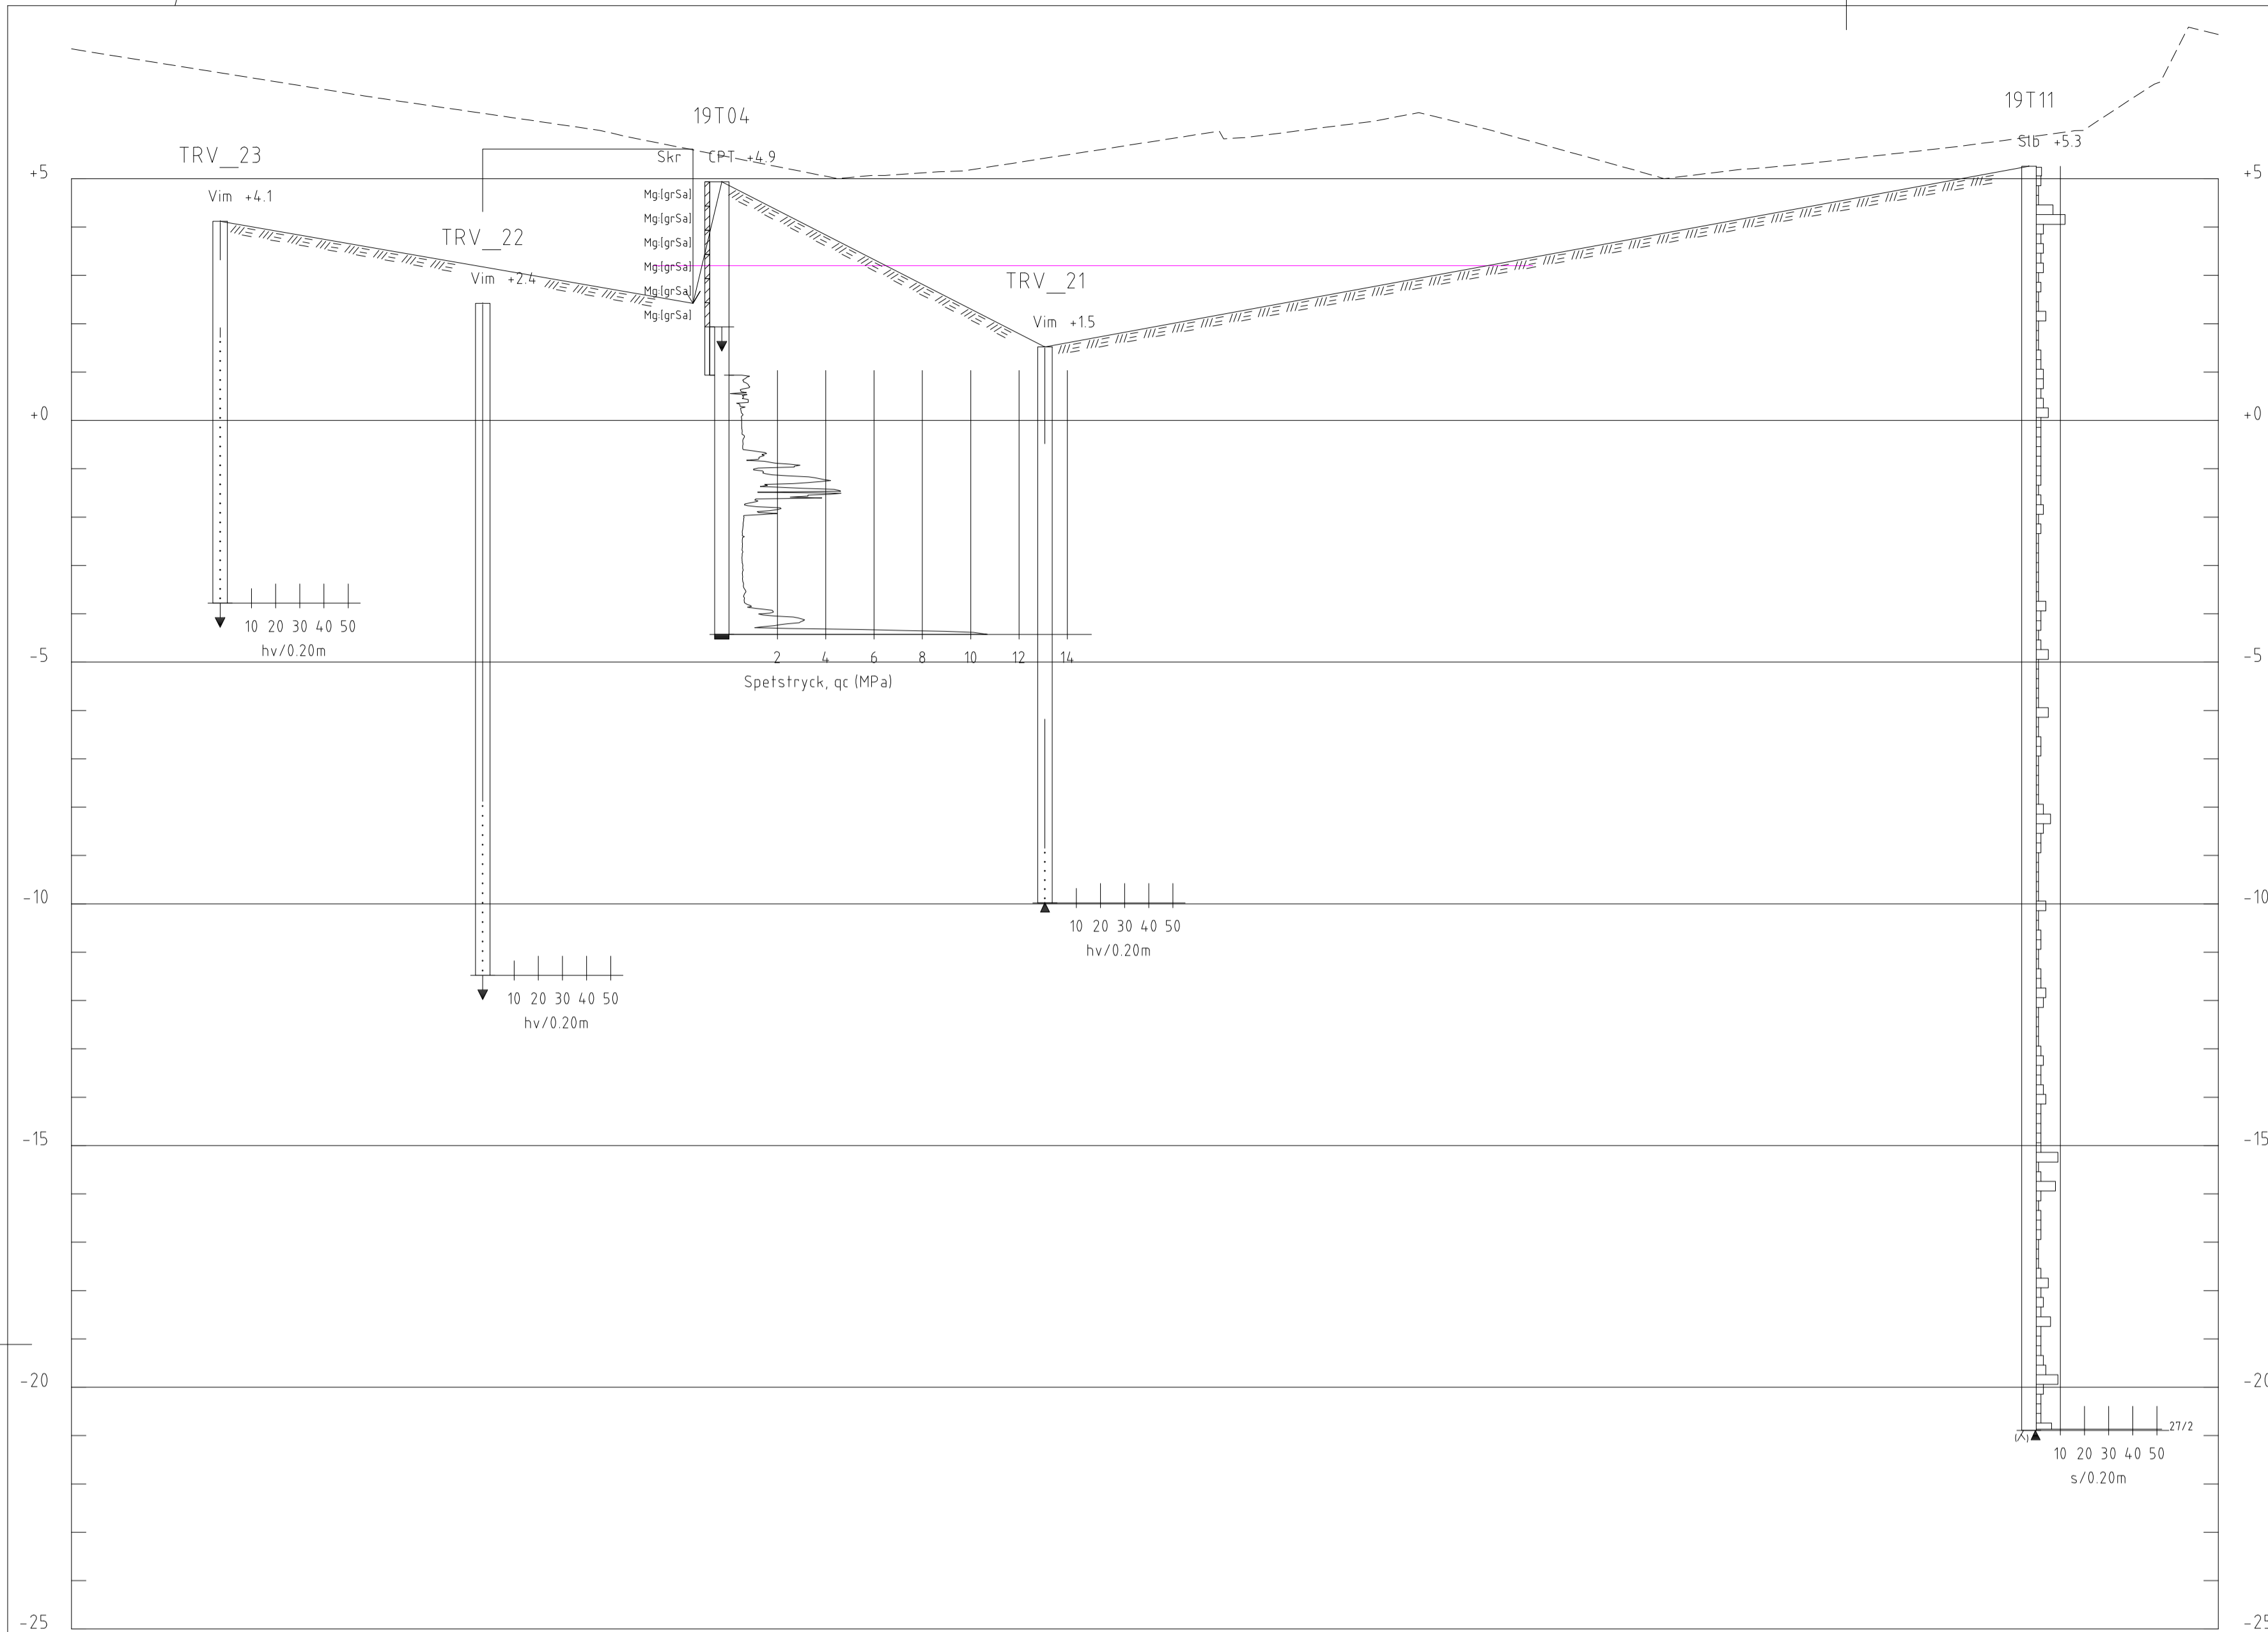 19T11
19T04
Slb +5.3
TRV__23
Skr CPT +4.9
+5
+5
Vim +4.1
Mg:[grSa]
Mg:[grSa]
TRV__22
Mg:[grSa]
Mg:[grSa]
Vim +2.4
TRV__21
Mg:[grSa]
Mg:[grSa]
Vim +1.5
+0
+0
10 20 30 40 50
hv/0.20m
-5
2 4 6 8 10 12 14
-5
Spetstryck, qc (MPa)
-10
-10
10 20 30 40 50
hv/0.20m
10 20 30 40 50
hv/0.20m
-15
-15
-20
-20
27/2
10 20 30 40 50
s/0.20m
-25
-25